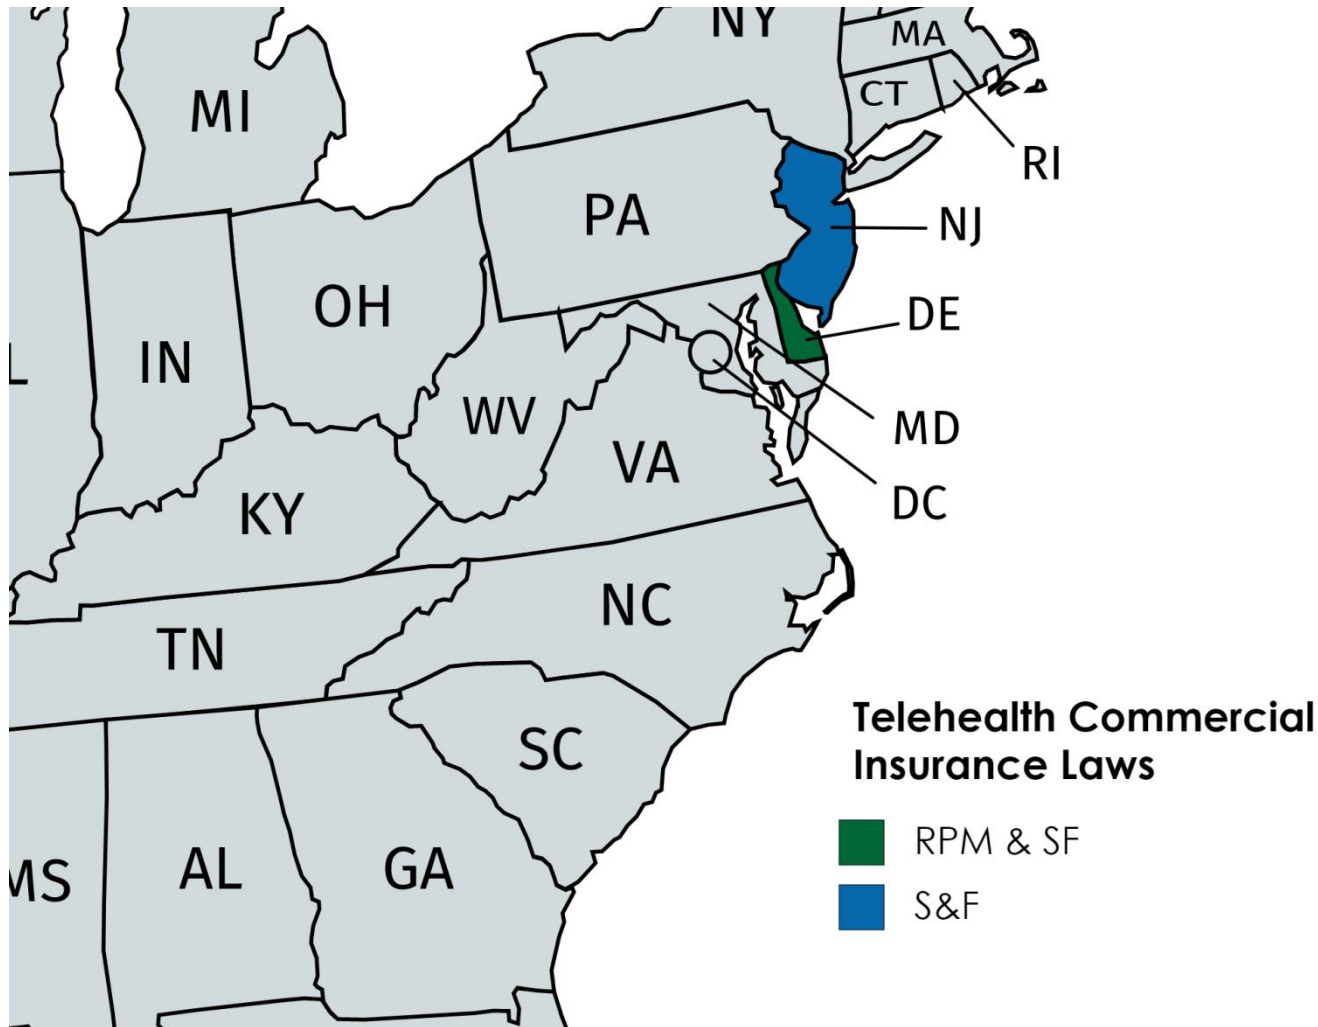 NY
MA
MI
CT
RI
PA
NJ
OH
DE
IN
L
WV
MD
VA
DC
KY
NC
TN
SC
Telehealth Commercial
Insurance Laws
RPM & SF
AL
GA
MS
S&F